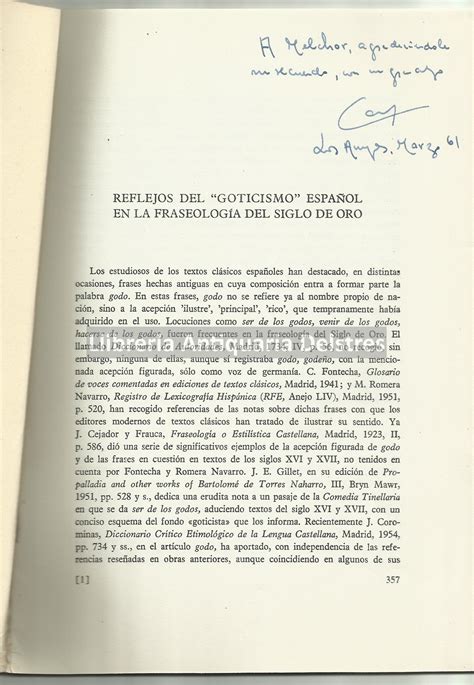 A Melchor, agradeciéndole
su recuerdo, con un gran abrazo
Los Angeles, Marzo 61
REFLEJOS DEL "GOTICISMO" ESPAÑOL
EN LA FRASEOLOGÍA DEL SIGLO DE ORO
Los estudiosos de los textos clásicos españoles han destacado, en distintas
ocasiones, frases hechas antiguas en cuya composición entra a formar parte la
palabra godo. En estas frases, godo no se refiere ya al nombre propio de na-
ción, sino a la acepción 'ilustre', 'principal', 'rico', que tempranamente había
adquirido en el uso. Locuciones como ser de los godos, venir de los godos,
hacerse de los godos, fueron frecuentes en la fraseología del Siglo de Oro. El
llamado Diccionario de Autoridades, Madrid, 1734, IV, p. no recoge, sin
embargo, ninguna de ellas, aunque sí registraba godo, godeño, con la mencio-
nada acepción figurada, sólo como voz de germanía. C. Fontecha, Glosario
de voces comentadas en ediciones de textos clásicos, Madrid, 1941; y M. Romera
Navarro, Registro de Lexicografía Hispánica (RFE, Anejo LIV), Madrid, 1951,
p. 520, han recogido referencias de las notas sobre dichas frases con que los
editores modernos de textos clásicos han tratado de ilustrar su sentido. Ya
J. Cejador y Frauca, Fraseología o Estilística Castellana, Madrid, 1923, II,
p. 586, dió una serie de significativos ejemplos de la acepción figurada de godo
y de las frases en cuestión en textos de los siglos XVI y XVII, no tenidos en
cuenta por Fontecha y Romera Navarro. J. E. Gillet, en su edición de Pro-
palladia and other works of Bartolomé de Torres Naharro, III, Bryn Mawr,
1951, pp. 528 y s., dedica una erudita nota a un pasaje de la Comedia Tinellaria
en que se da ser de los godos, aduciendo textos del siglo XVI y XVII, con un
conciso esquema del fondo «goticista» que los informa. Recientemente J. Coro-
minas, Diccionario Crítico Etimológico de la Lengua Castellana, Madrid, 1954,
pp. 734 y ss., en el artículo godo, ha aportado, con independencia de las refe-
rencias reseñadas en obras anteriores, aunque coincidiendo en algunos de sus
[1] 357
Librería Anticuaria Dejotres